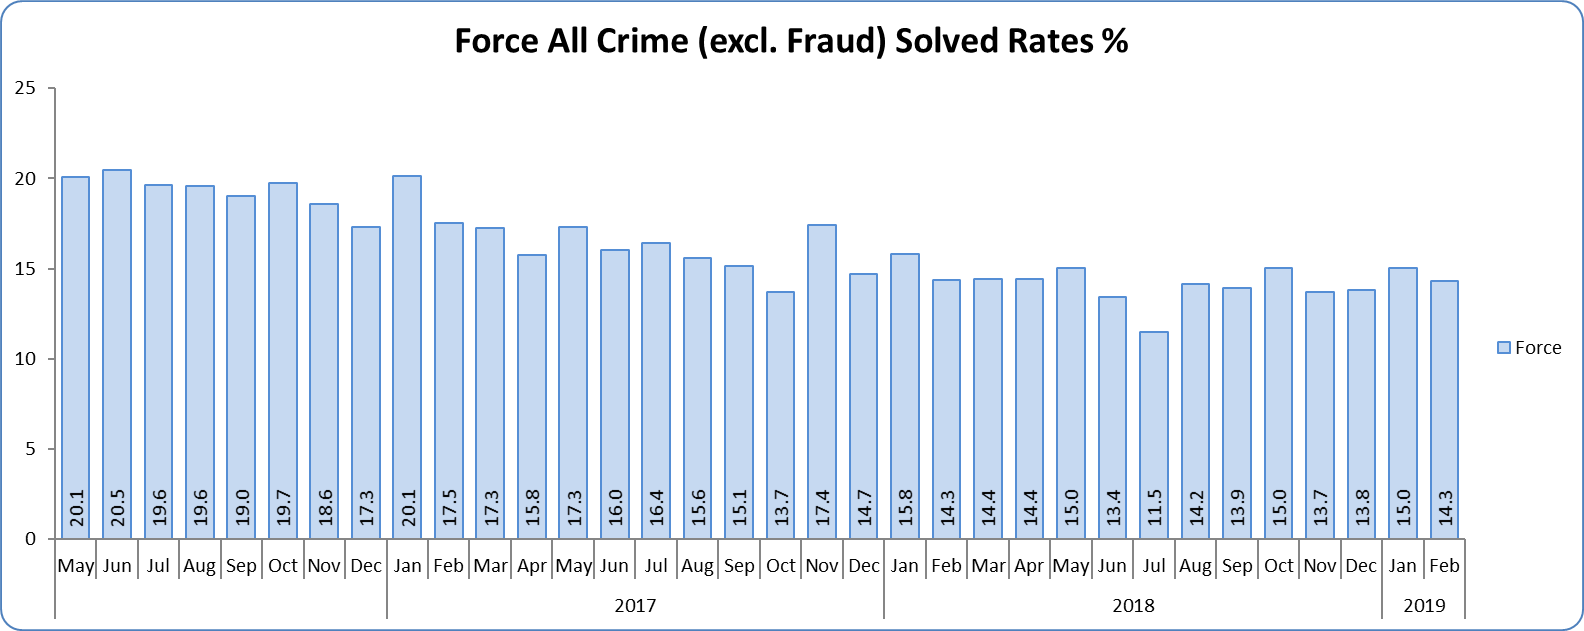 Force All Crime (excl. Fraud) Solved Rates %
25
20
15
10
5
0
20.1 20.5 19.6 19.6 19.0 19.7 18.6 17.3 20.1 17.5 17.3 15.8 17.3 16.0 16.4 15.6 15.1 13.7 17.4 14.7 15.8 14.3 14.4 14.4 15.0 13.4 11.5 14.2 13.9 15.0 13.7 13.8 15.0 14.3
May Jun Jul Aug Sep Oct Nov Dec Jan Feb Mar Apr May Jun Jul Aug Sep Oct Nov Dec Jan Feb Mar Apr May Jun Jul Aug Sep Oct Nov Dec Jan Feb
2017 2018 2019
Force